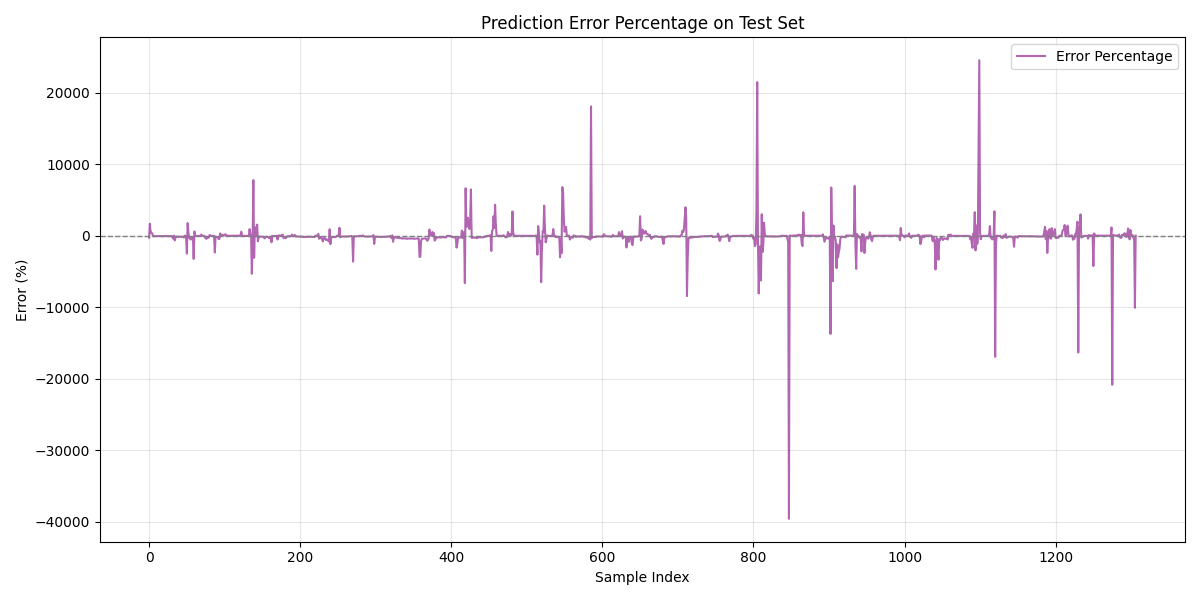 Prediction Error Percentage on Test Set
Error Percentage
Error (%)
20000
10000
0
−10000
−20000
−30000
−40000
0 200 400 600 800 1000 1200
Sample Index